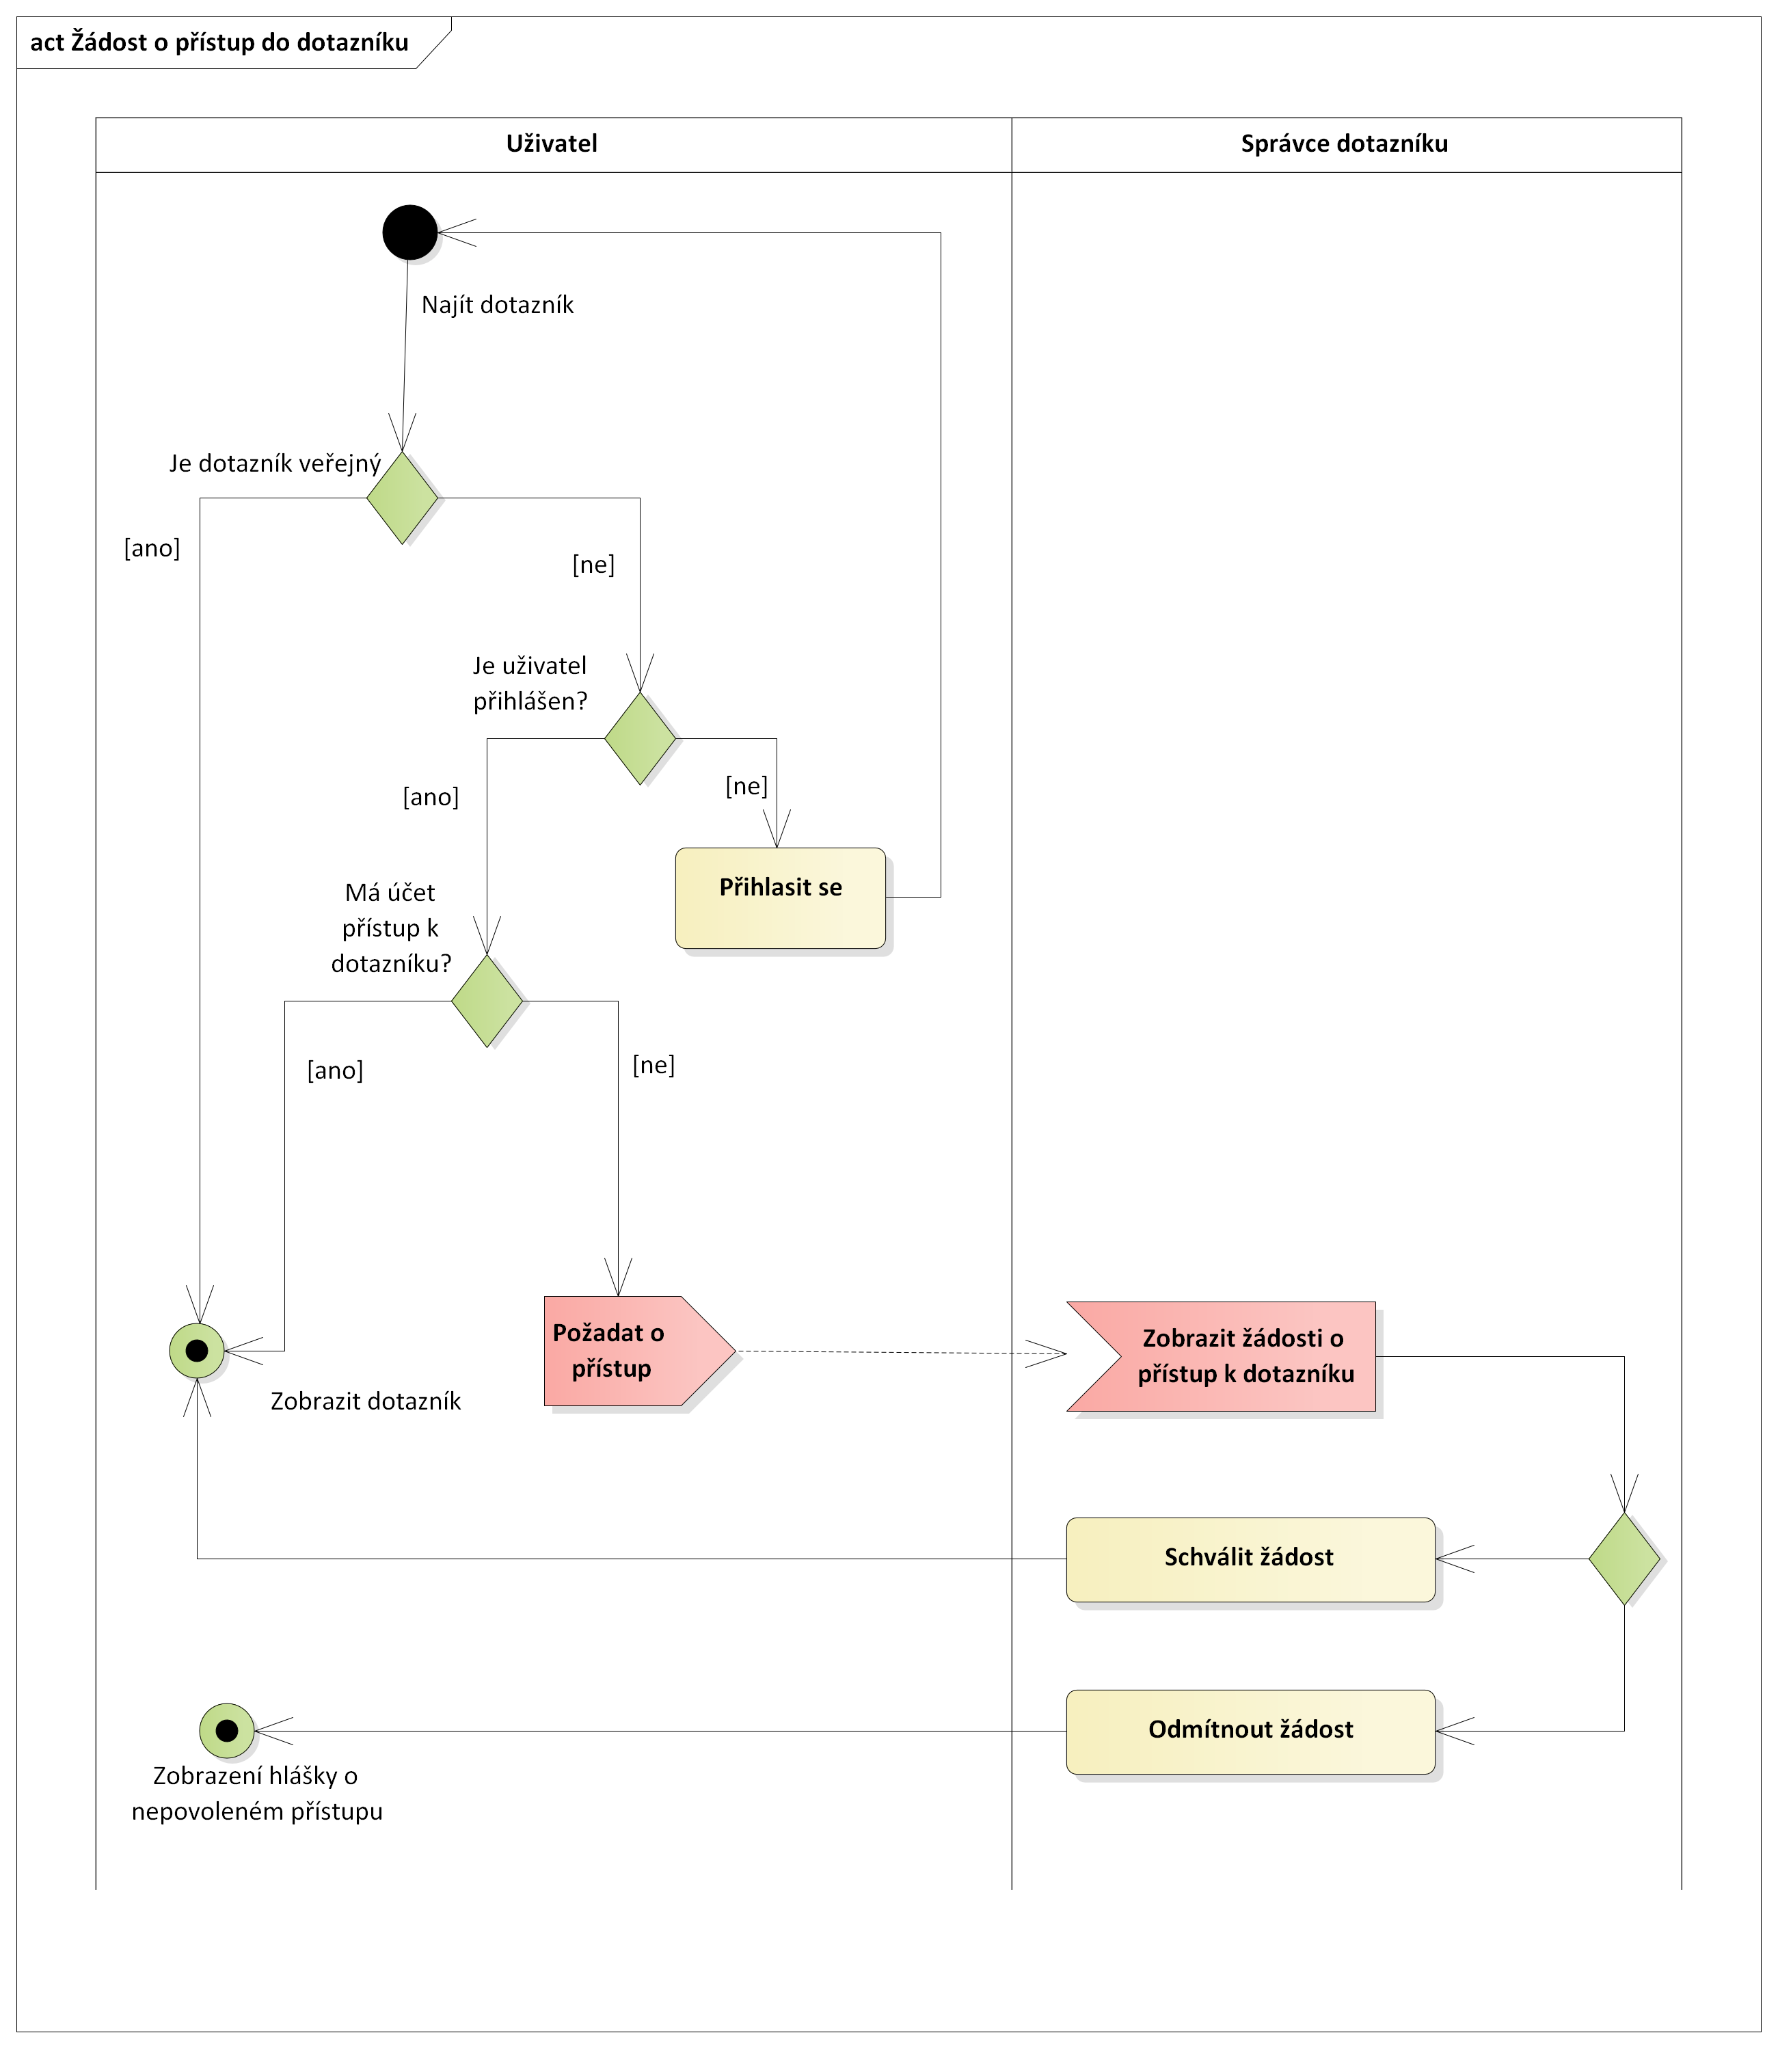 act Žádost o přístup do dotazníku
Uživatel
Správce dotazníku
Najít dotazník
Je dotazník veřejný
[ano]
[ne]
Je uživatel
přihlášen?
[ano]
[ne]
Přihlasit se
Má účet
přístup k
dotazníku?
[ano]
[ne]
Požadat o
přístup
Zobrazit žádosti o
přístup k dotazníku
Zobrazit dotazník
Schválit žádost
Odmítnout žádost
Zobrazení hlášky o
nepovoleném přístupu